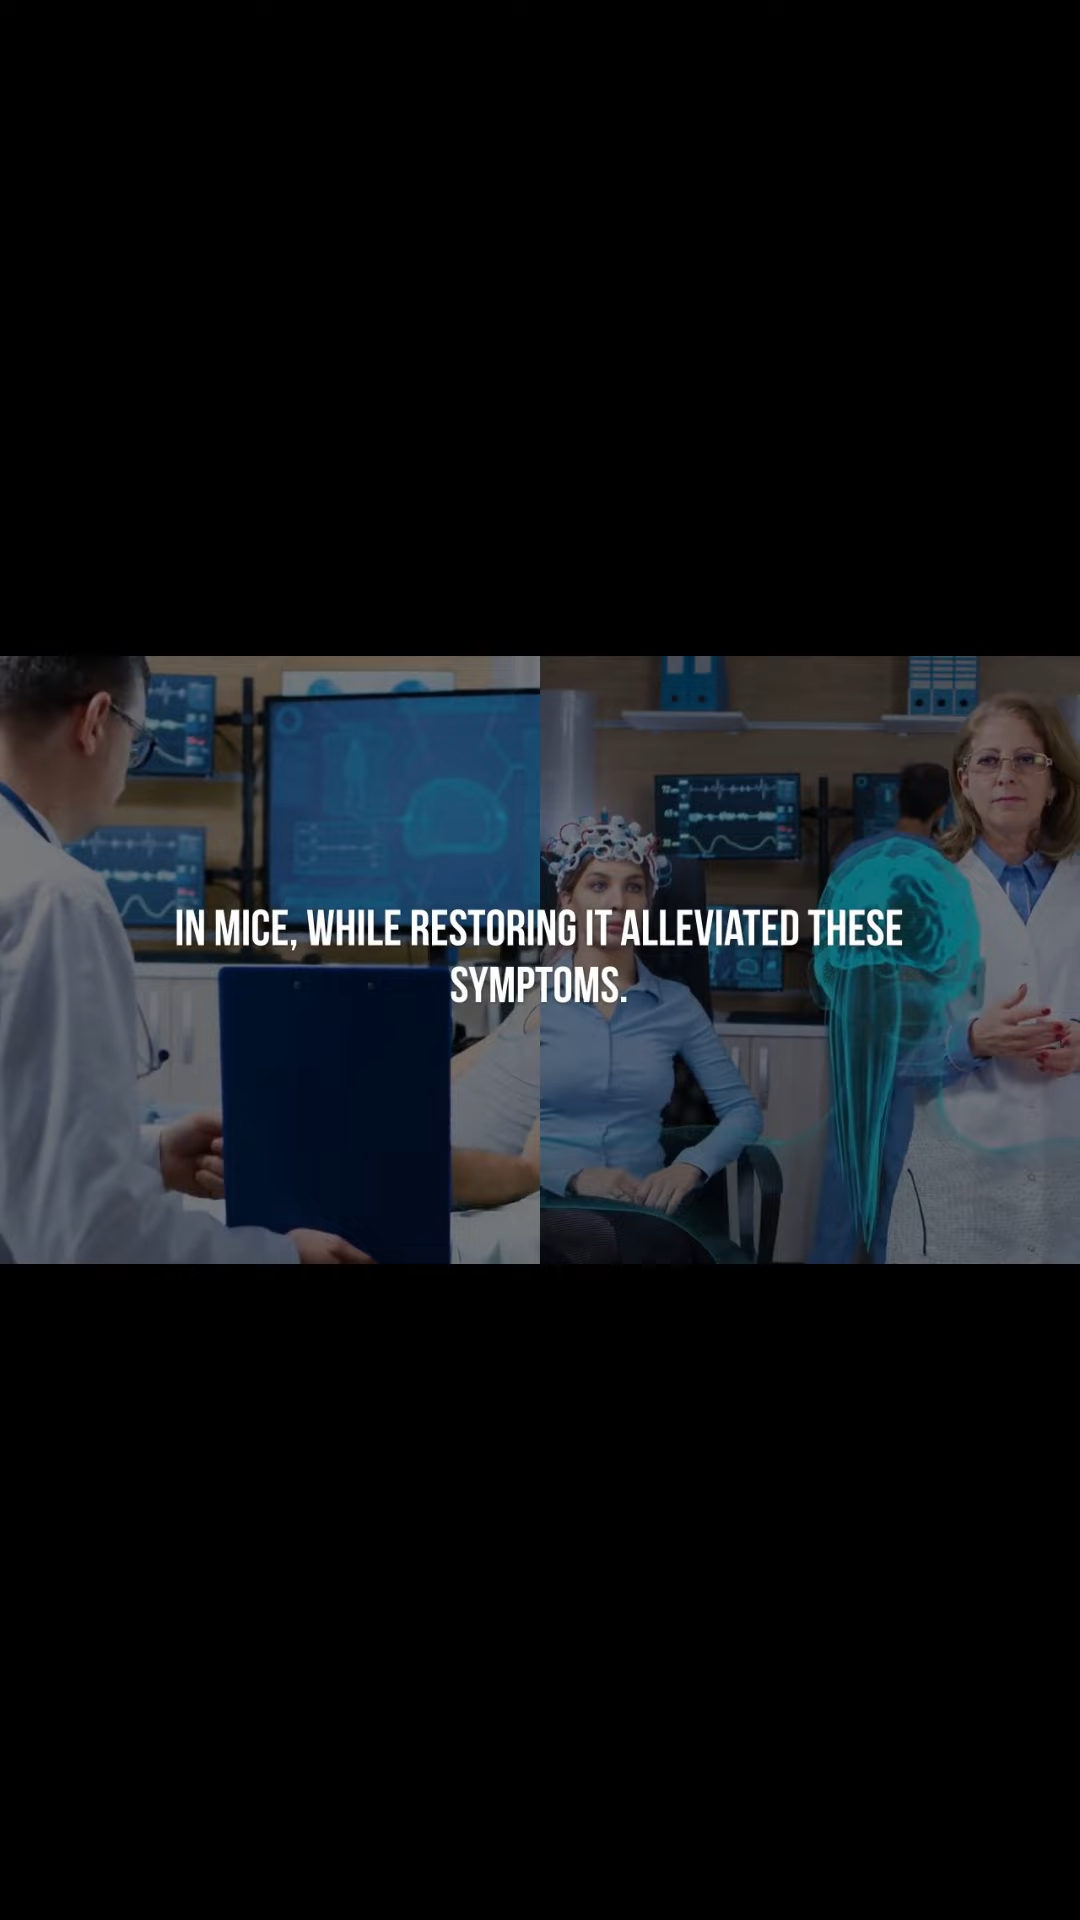 IN MICE, WHILE RESTORING IT ALLEVIATED THESE
SYMPTOMS.